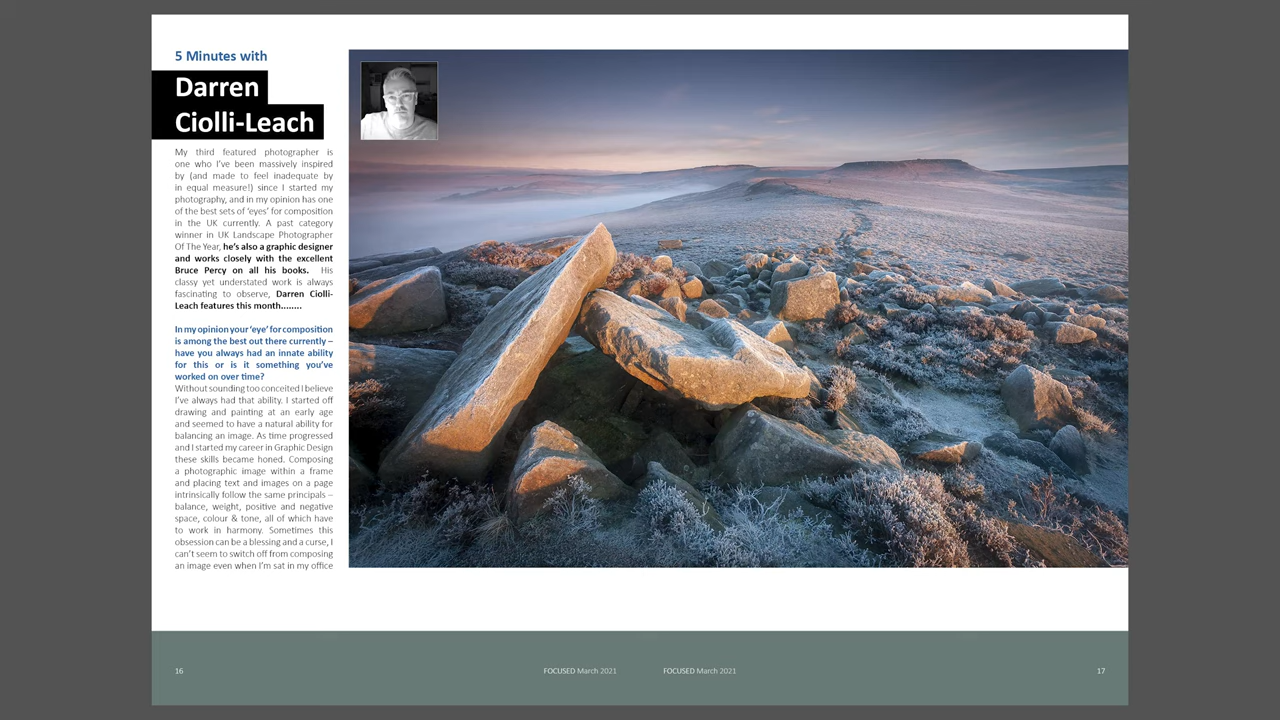 5 Minutes with
Darren
Ciolli-Leach
My third featured photographer is
one who I've been massively inspired
by (and made to feel inadequate by
in equal measure!) since I started my
photography, and in my opinion has one
of the best sets of 'eyes' for composition
in the UK currently. A past category
winner in UK Landscape Photographer
Of The Year, he's also a graphic designer
and works closely with the excellent
Bruce Percy on all his books. His
classy yet understated work is always
fascinating to observe, Darren Ciolli-
Leach features this month........
In my opinion your 'eye' for composition
is among the best out there currently –
have you always had an innate ability
for this or is it something you've
worked on over time?
Without sounding too conceited I believe
I've always had that ability. I started off
drawing and painting at an early age
and seemed to have a natural ability for
balancing an image. As time progressed
and I started my career in Graphic Design
these skills became honed. Composing
a photographic image within a frame
and placing text and images on a page
intrinsically follow the same principals –
balance, weight, positive and negative
space, colour & tone, all of which have
to work in harmony. Sometimes this
obsession can be a blessing and a curse, I
can't seem to switch off from composing
an image even when I'm sat in my office
16
FOCUSED March 2021
FOCUSED March 2021
17